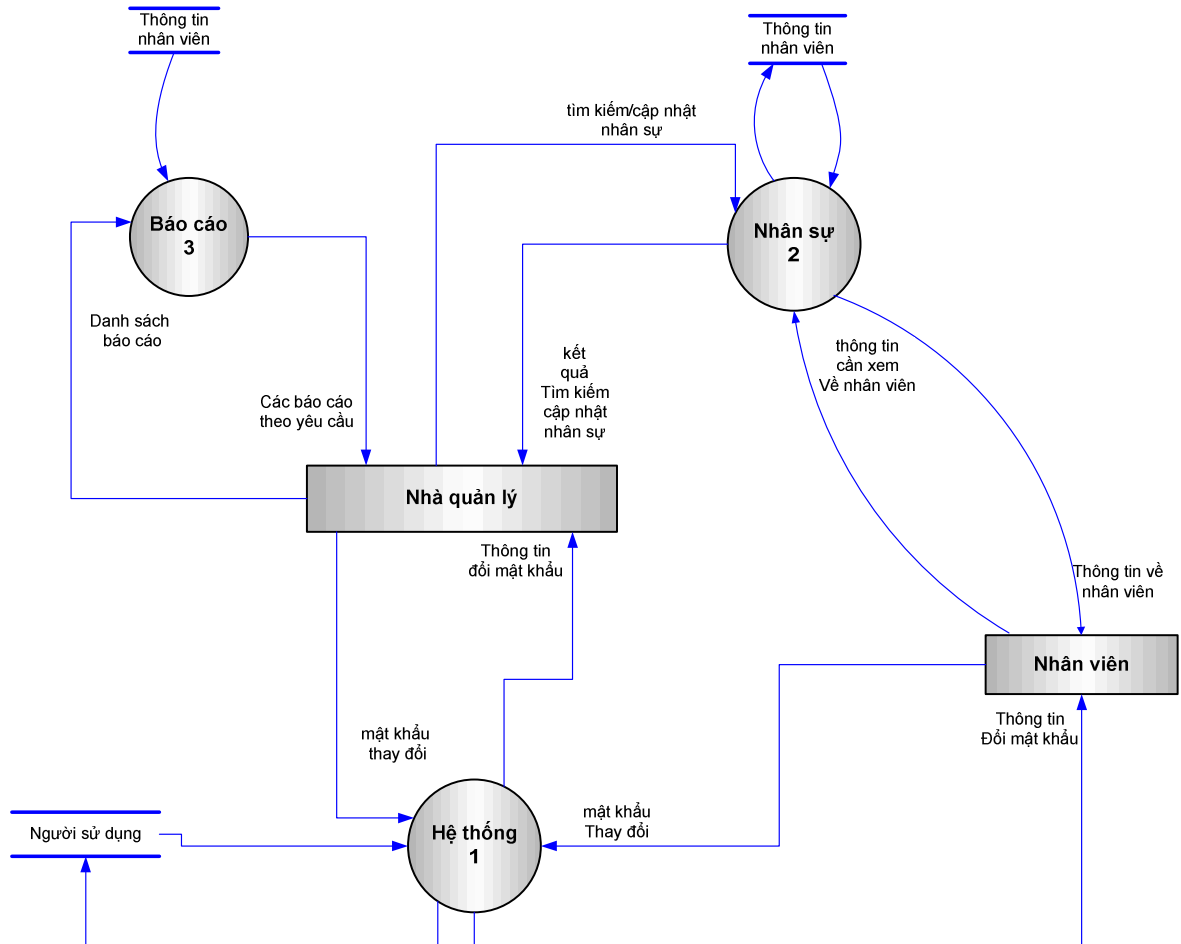 Thông tin
nhân viên
Thông tin
nhân viên
tìm kiếm/cập nhật
nhân sự
Báo cáo
3
Nhân sự
2
Danh sách
báo cáo
kết
quả
Tìm kiếm
cập nhật
nhân sự
thông tin
cần xem
Về nhân viên
Các báo cáo
theo yêu cầu
Nhà quản lý
Thông tin
đổi mật khẩu
Thông tin về
nhân viên
Nhân viên
Thông tin
Đổi mật khẩu
mật khẩu
thay đổi
mật khẩu
Thay đổi
Người sử dụng
Hệ thống
1